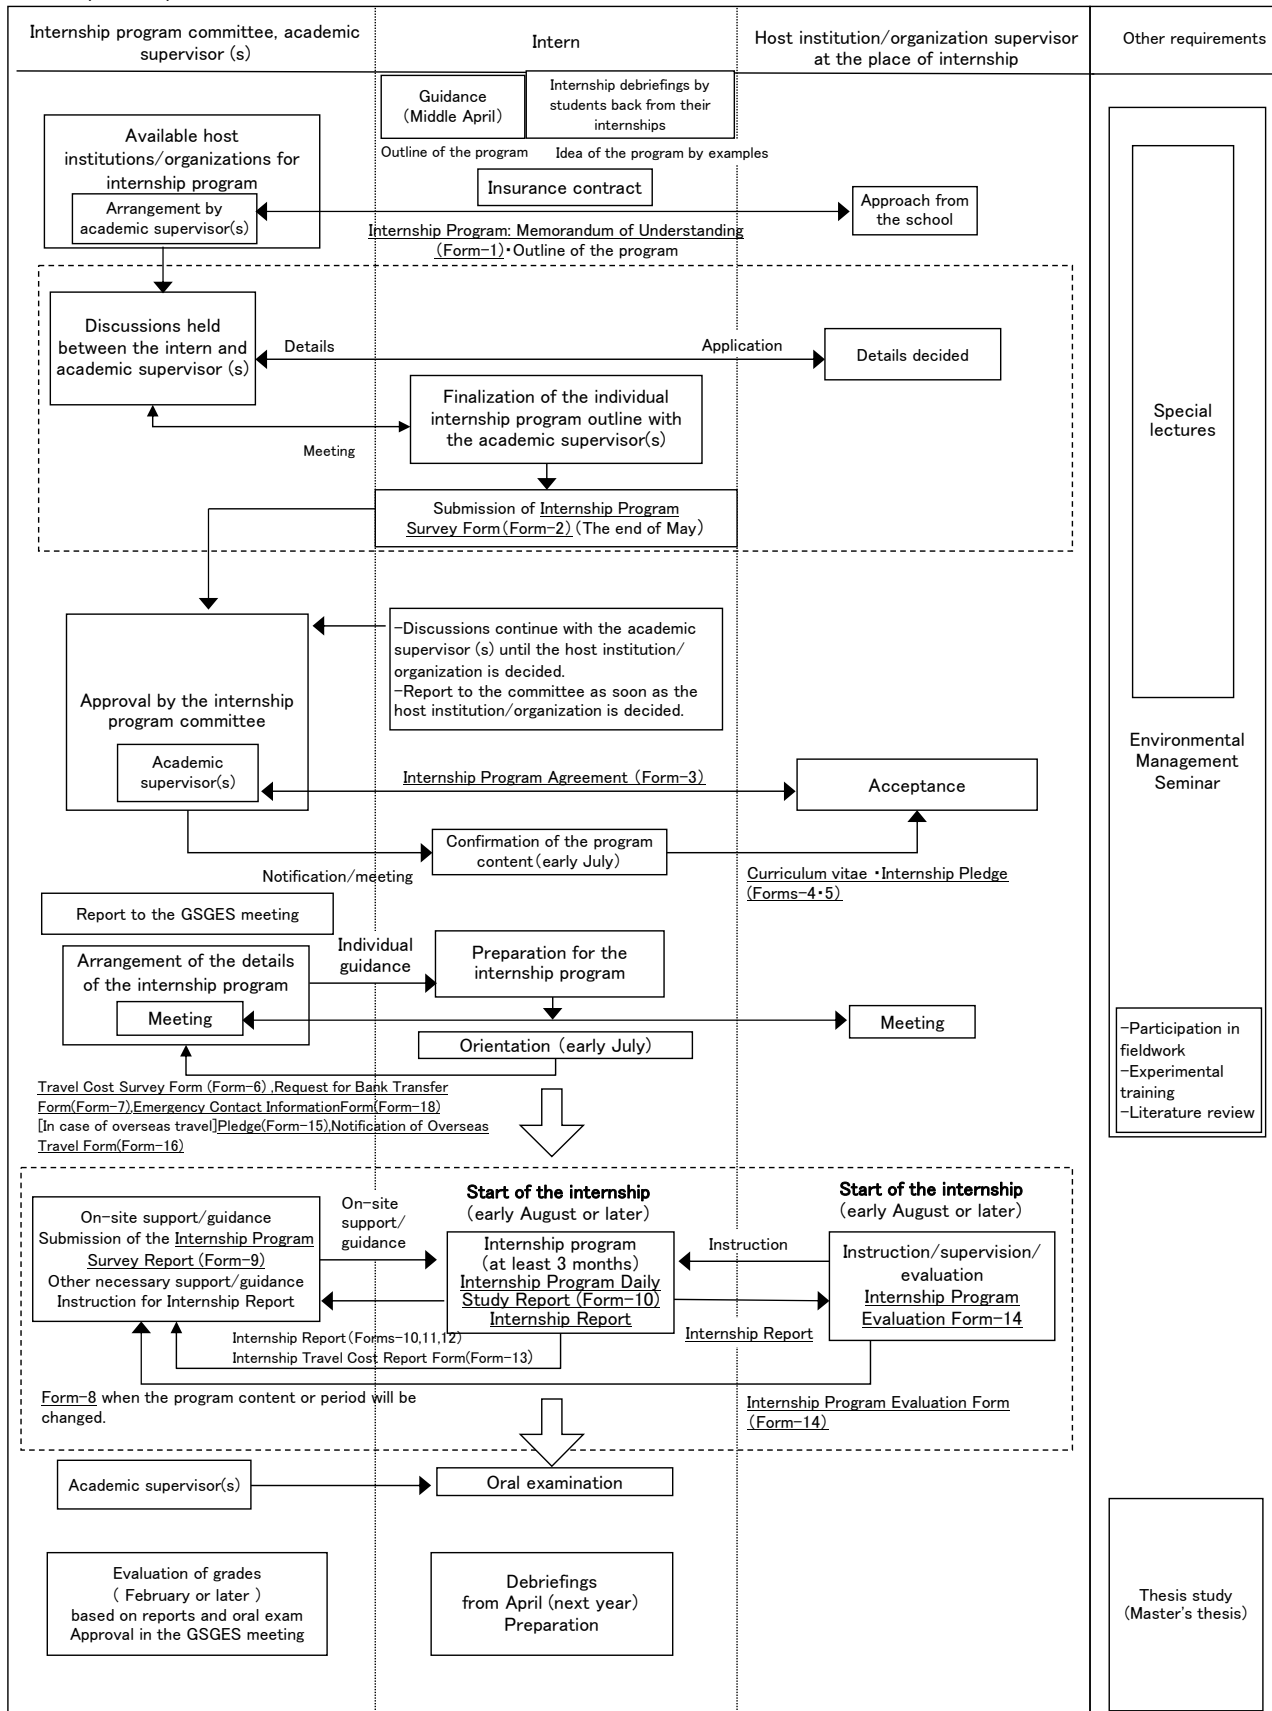 Internship program committee, academic
supervisor (s)
Intern
Host institution/organization supervisor
at the place of internship
Other requirements
Guidance
(Middle April)
Internship debriefings by
students back from their
internships
Outline of the program
Idea of the program by examples
Available host
institutions/organizations for
internship program
Arrangement by
academic supervisor(s)
Insurance contract
Approach from
the school
Internship Program: Memorandum of Understanding
(Form-1)・Outline of the program
Discussions held
between the intern and
academic supervisor (s)
Details
Application
Details decided
Finalization of the individual
internship program outline with
the academic supervisor(s)
Meeting
Submission of Internship Program
Survey Form(Form-2) (The end of May)
Special
lectures
-Discussions continue with the academic
supervisor (s) until the host institution/
organization is decided.
-Report to the committee as soon as the
host institution/organization is decided.
Approval by the internship
program committee
Academic
supervisor(s)
Internship Program Agreement (Form-3)
Acceptance
Environmental
Management
Seminar
Confirmation of the program
content(early July)
Notification/meeting
Curriculum vitae ・Internship Pledge
(Forms-4・5)
Report to the GSGES meeting
Arrangement of the details
of the internship program
Meeting
Individual
guidance
Preparation for the
internship program
Meeting
Orientation (early July)
-Participation in
fieldwork
-Experimental
training
-Literature review
Travel Cost Survey Form (Form-6) ,Request for Bank Transfer
Form(Form-7),Emergency Contact InformationForm(Form-18)
[In case of overseas travel]Pledge(Form-15),Notification of Overseas
Travel Form(Form-16)
On-site support/guidance
Submission of the Internship Program
Survey Report (Form-9)
Other necessary support/guidance
Instruction for Internship Report
On-site
support/
guidance
Start of the internship
(early August or later)
Internship program
(at least 3 months)
Internship Program Daily
Study Report (Form-10)
Internship Report
Instruction
Start of the internship
(early August or later)
Instruction/supervision/
evaluation
Internship Program
Evaluation Form-14
Internship Report
Internship Report(Forms-10,11,12)
Internship Travel Cost Report Form(Form-13)
Form-8 when the program content or period will be
changed.
Internship Program Evaluation Form
(Form-14)
Academic supervisor(s)
Oral examination
Evaluation of grades
( February or later )
based on reports and oral exam
Approval in the GSGES meeting
Debriefings
from April (next year)
Preparation
Thesis study
(Master's thesis)